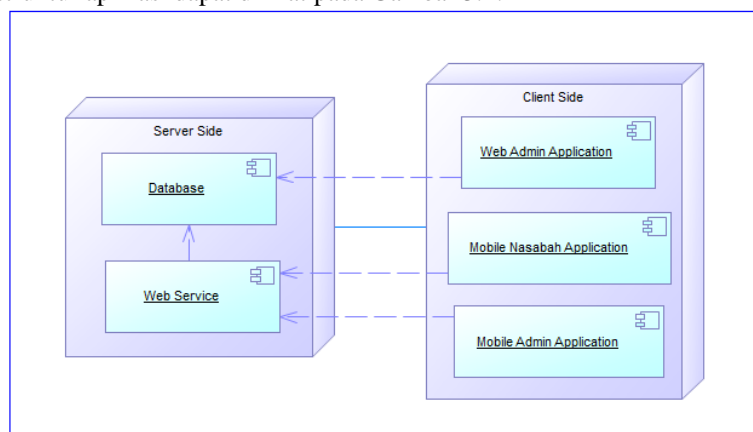 Server Side
Database
Web Service
Client Side
Web Admin Application
Mobile Nasabah Application
Mobile Admin Application